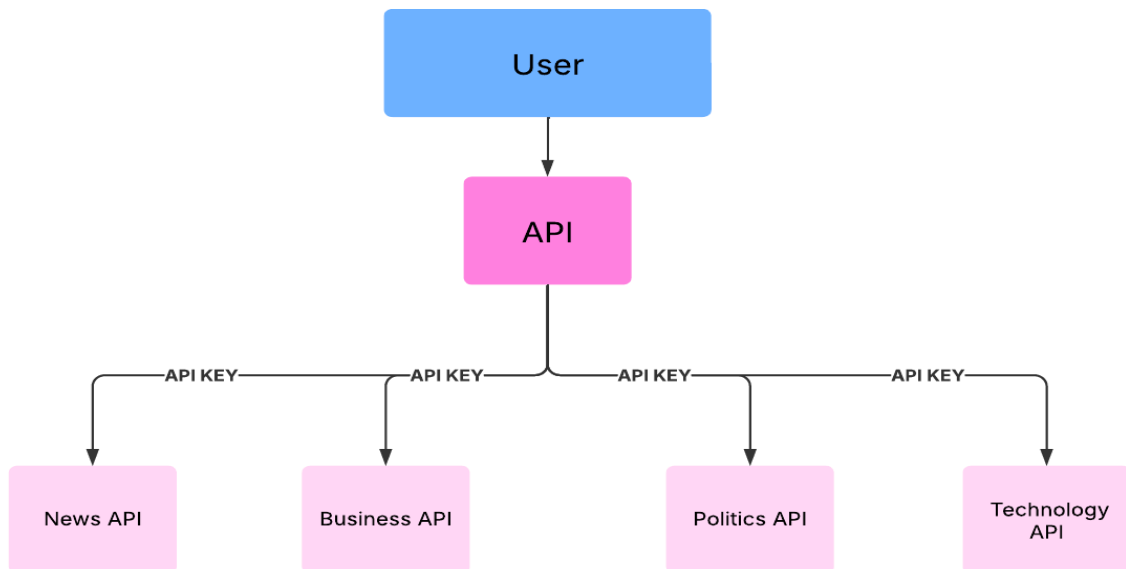 User
API
API KEY API KEY API KEY API KEY
News API
Business API
Politics API
Technology
API